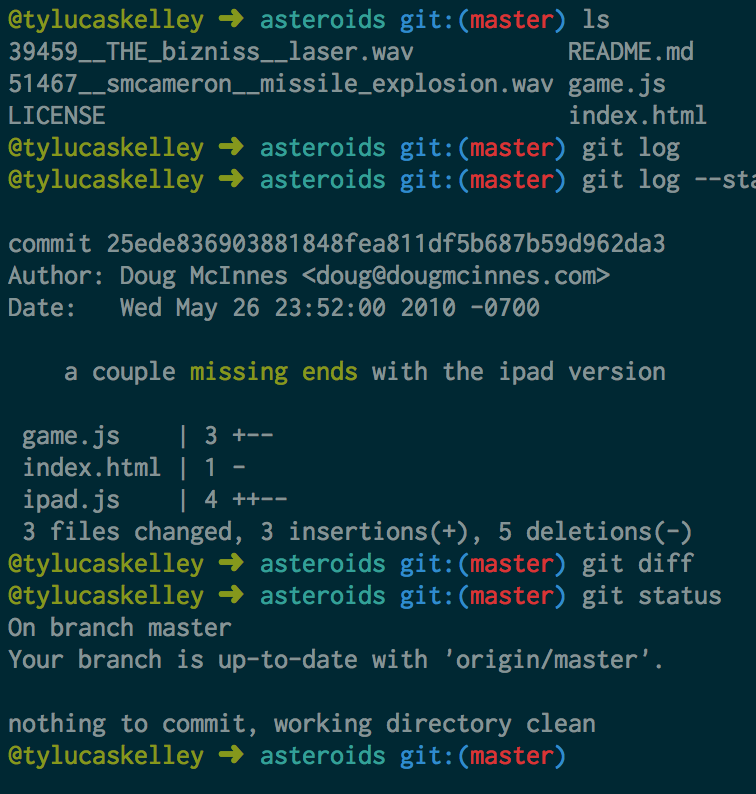 @tylucaskelley ➜ asteroids git:(master) ls
39459__THE_bizniss__laser.wav           README.md
51467__smcameron__missile_explosion.wav game.js
LICENSE                                 index.html
@tylucaskelley ➜ asteroids git:(master) git log
@tylucaskelley ➜ asteroids git:(master) git log --sta
commit 25ede836903881848fea811df5b687b59d962da3
Author: Doug McInnes <doug@dougmcinnes.com>
Date:   Wed May 26 23:52:00 2010 -0700
    a couple missing ends with the ipad version
 game.js    | 3 +--
 index.html | 1 -
 ipad.js    | 4 ++--
 3 files changed, 3 insertions(+), 5 deletions(-)
@tylucaskelley ➜ asteroids git:(master) git diff
@tylucaskelley ➜ asteroids git:(master) git status
On branch master
Your branch is up-to-date with 'origin/master'.
nothing to commit, working directory clean
@tylucaskelley ➜ asteroids git:(master)